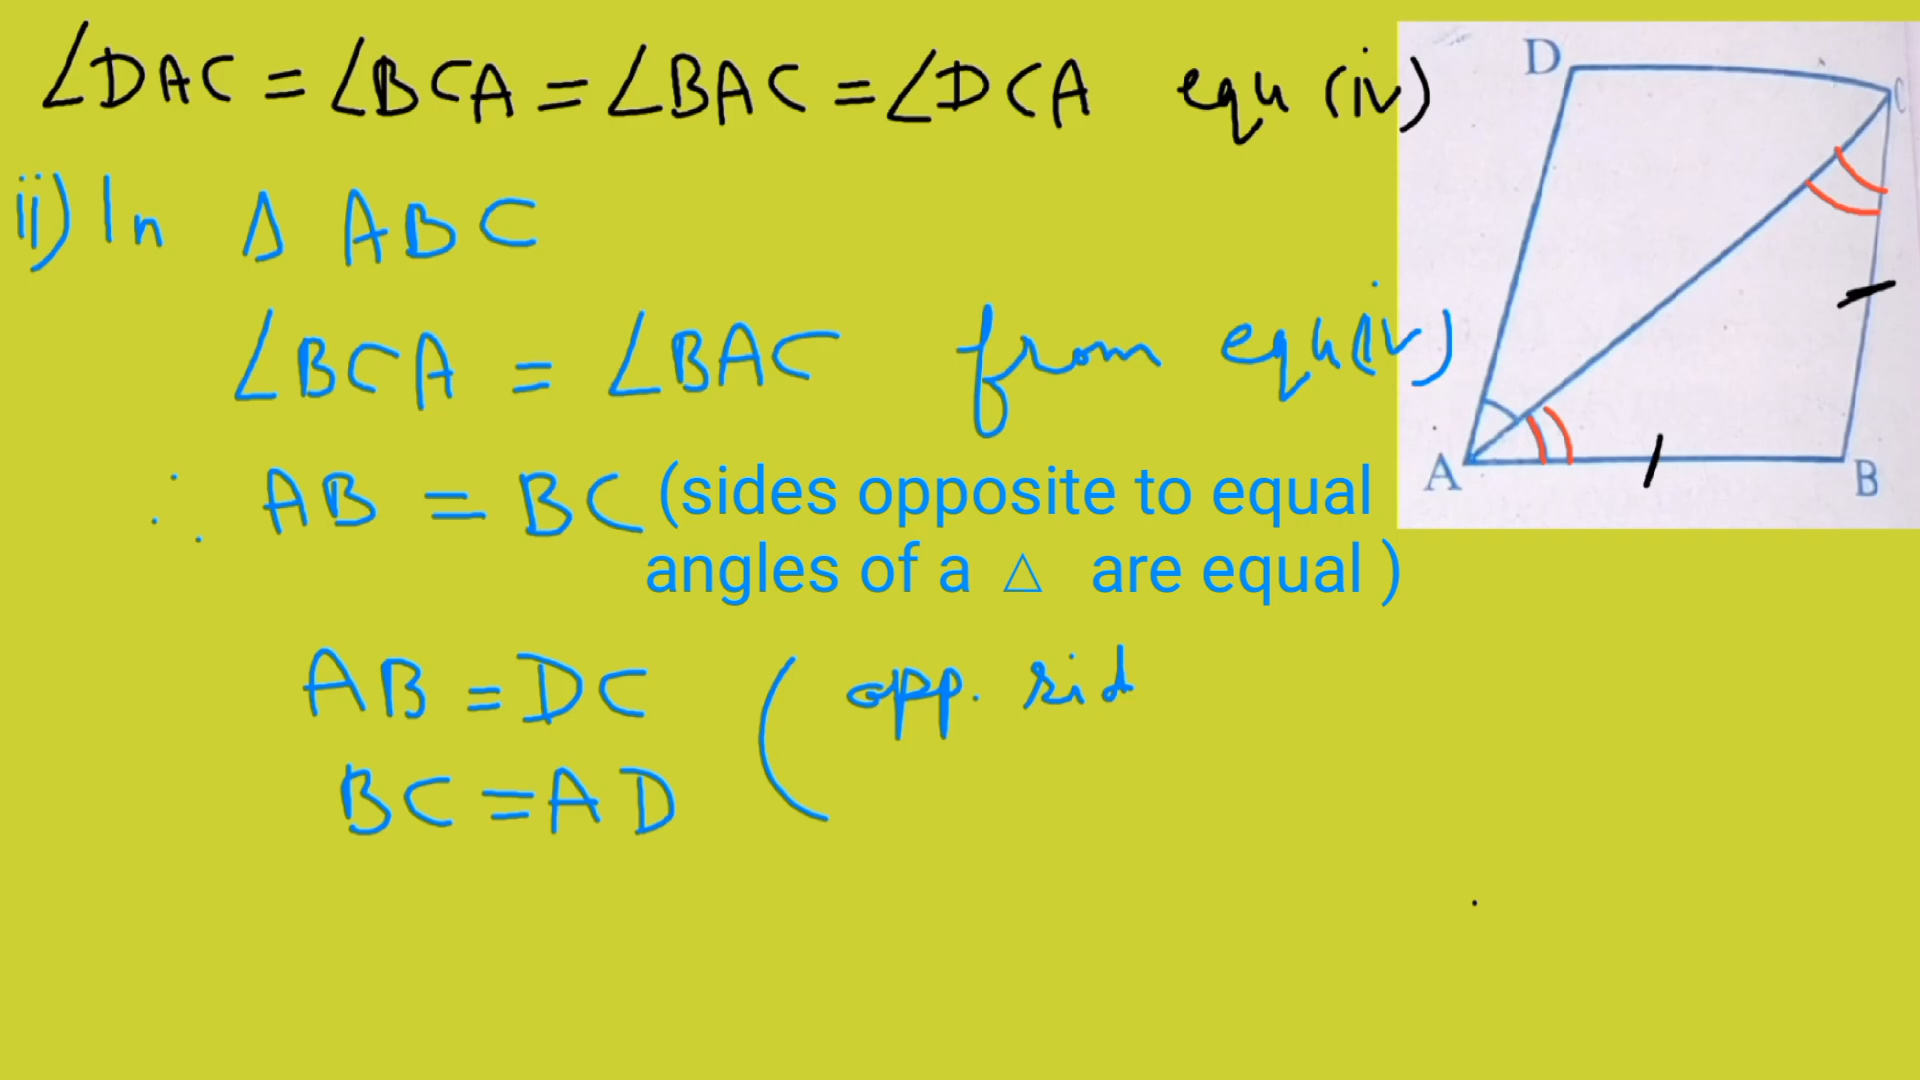 ∠DAC = ∠BCA = ∠BAC = ∠DCA equ (iv)
ii) In Δ ABC
∠BCA = ∠BAC from equ(iv)
∴ AB = BC (sides opposite to equal
angles of a △ are equal )
AB = DC ( opp. sid
BC = AD
D
C
A
B